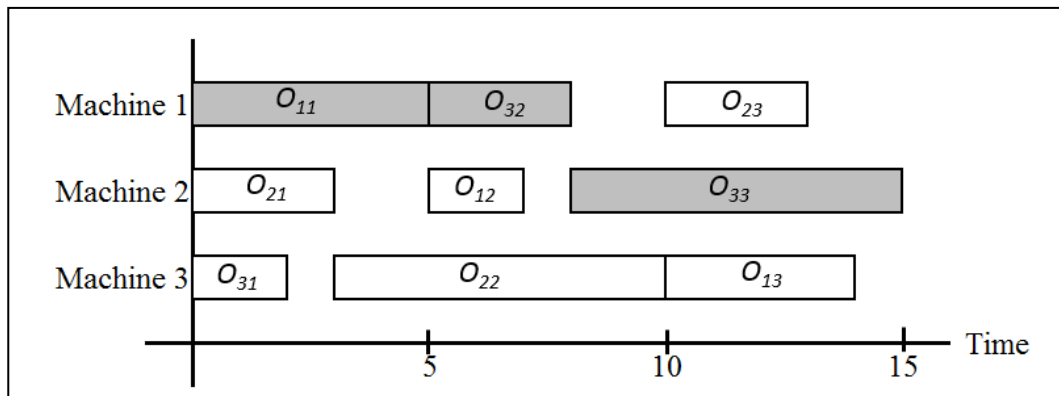 Machine 1 O11 O32 O23
Machine 2 O21 O12 O33
Machine 3 O31 O22 O13
Time
5 10 15